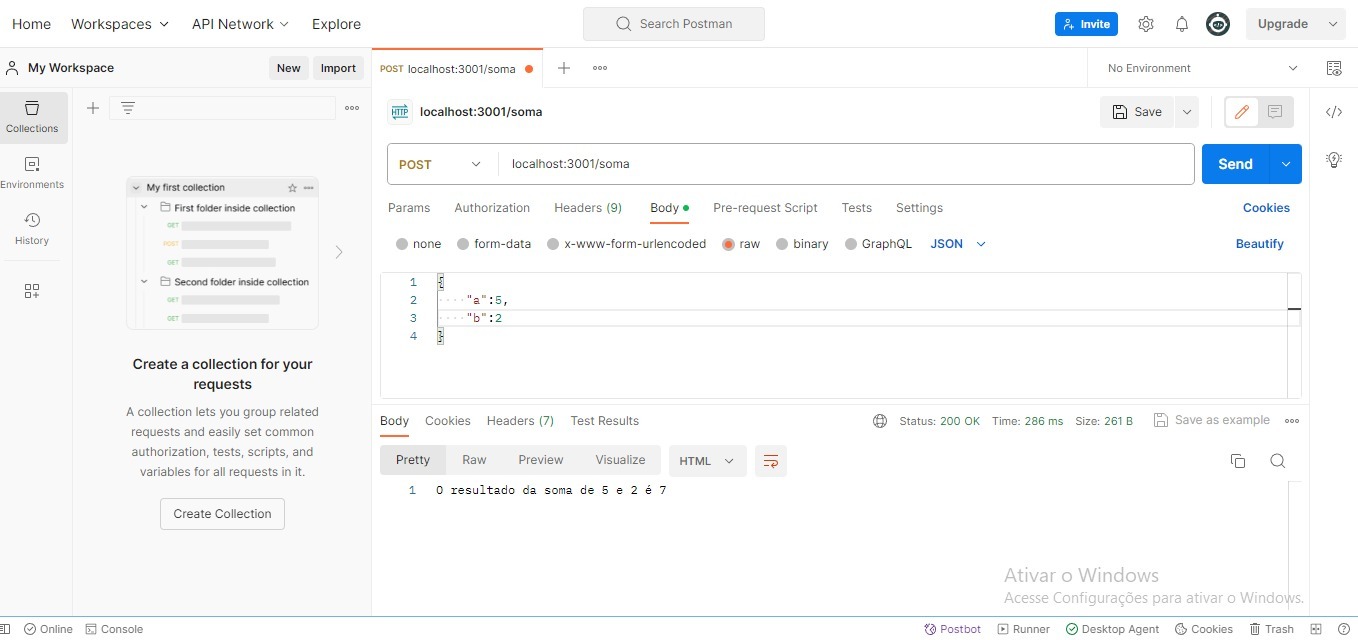 Home Workspaces API Network Explore Search Postman Invite Upgrade
My Workspace New Import POST localhost:3001/soma No Environment
Collections
Environments
History
My first collection
First folder inside collection
GET
POST
GET
Second folder inside collection
GET
GET
Create a collection for your
requests
A collection lets you group related
requests and easily set common
authorization, tests, scripts, and
variables for all requests in it.
Create Collection
HTTP localhost:3001/soma Save
POST localhost:3001/soma Send
Params Authorization Headers (9) Body Pre-request Script Tests Settings Cookies
none form-data x-www-form-urlencoded raw binary GraphQL JSON Beautify
1 {
2 "a":5,
3 "b":2
4 }
Body Cookies Headers (7) Test Results Status: 200 OK Time: 286 ms Size: 261 B Save as example
Pretty Raw Preview Visualize HTML
1 O resultado da soma de 5 e 2 é 7
Ativar o Windows
Acesse Configurações para ativar o Windows.
Online Console Postbot Runner Desktop Agent Cookies Trash